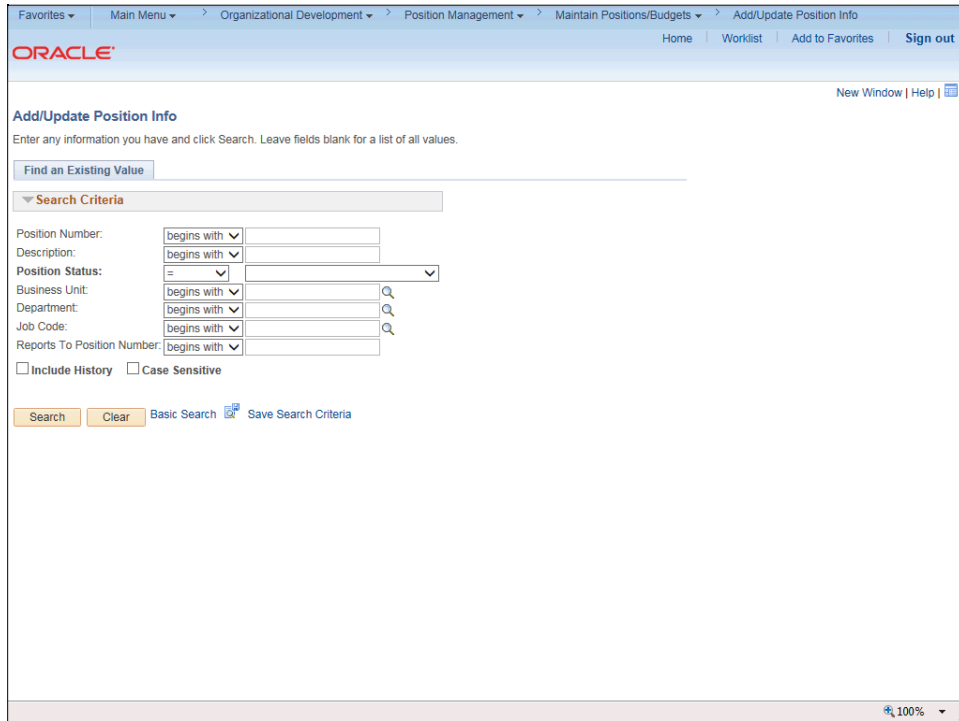 Favorites Main Menu > Organizational Development > Position Management > Maintain Positions/Budgets > Add/Update Position Info
ORACLE
Home Worklist Add to Favorites Sign out
New Window | Help |
Add/Update Position Info
Enter any information you have and click Search. Leave fields blank for a list of all values.
Find an Existing Value
Search Criteria
Position Number: begins with
Description: begins with
Position Status: =
Business Unit: begins with
Department: begins with
Job Code: begins with
Reports To Position Number: begins with
Include History Case Sensitive
Search Clear Basic Search Save Search Criteria
100%